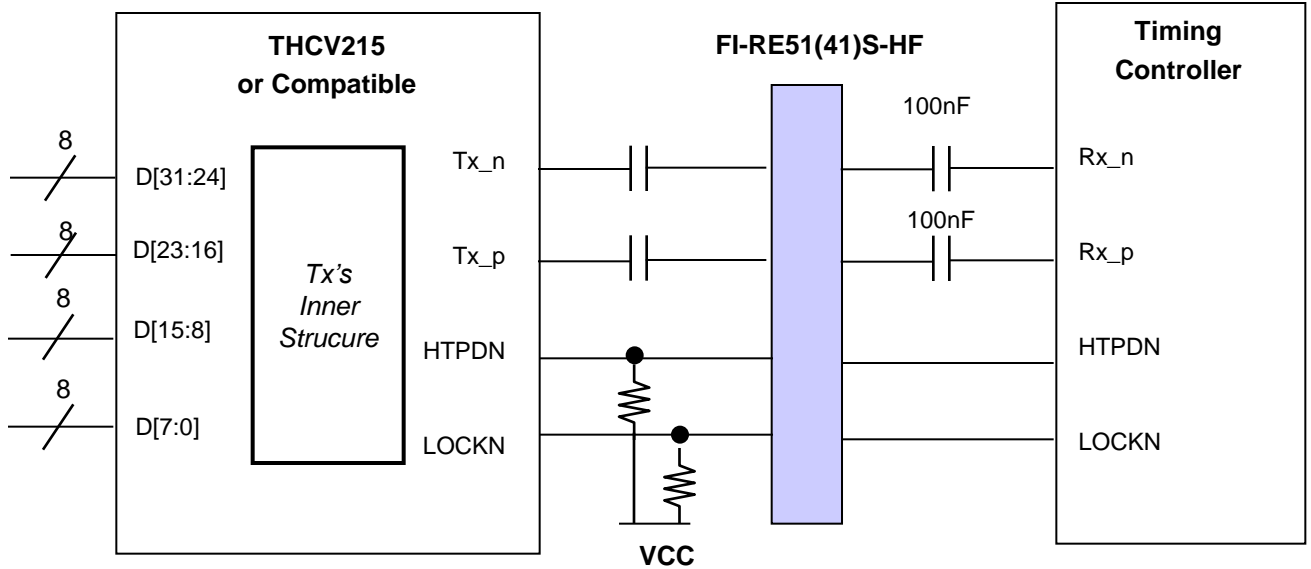 THCV215
or Compatible
FI-RE51(41)S-HF
Timing
Controller
100nF
8
D[31:24]
Tx_n
Rx_n
8
D[23:16]
Tx_p
100nF
Rx_p
Tx's
Inner
Strucure
8
D[15:8]
HTPDN
HTPDN
8
D[7:0]
LOCKN
LOCKN
VCC